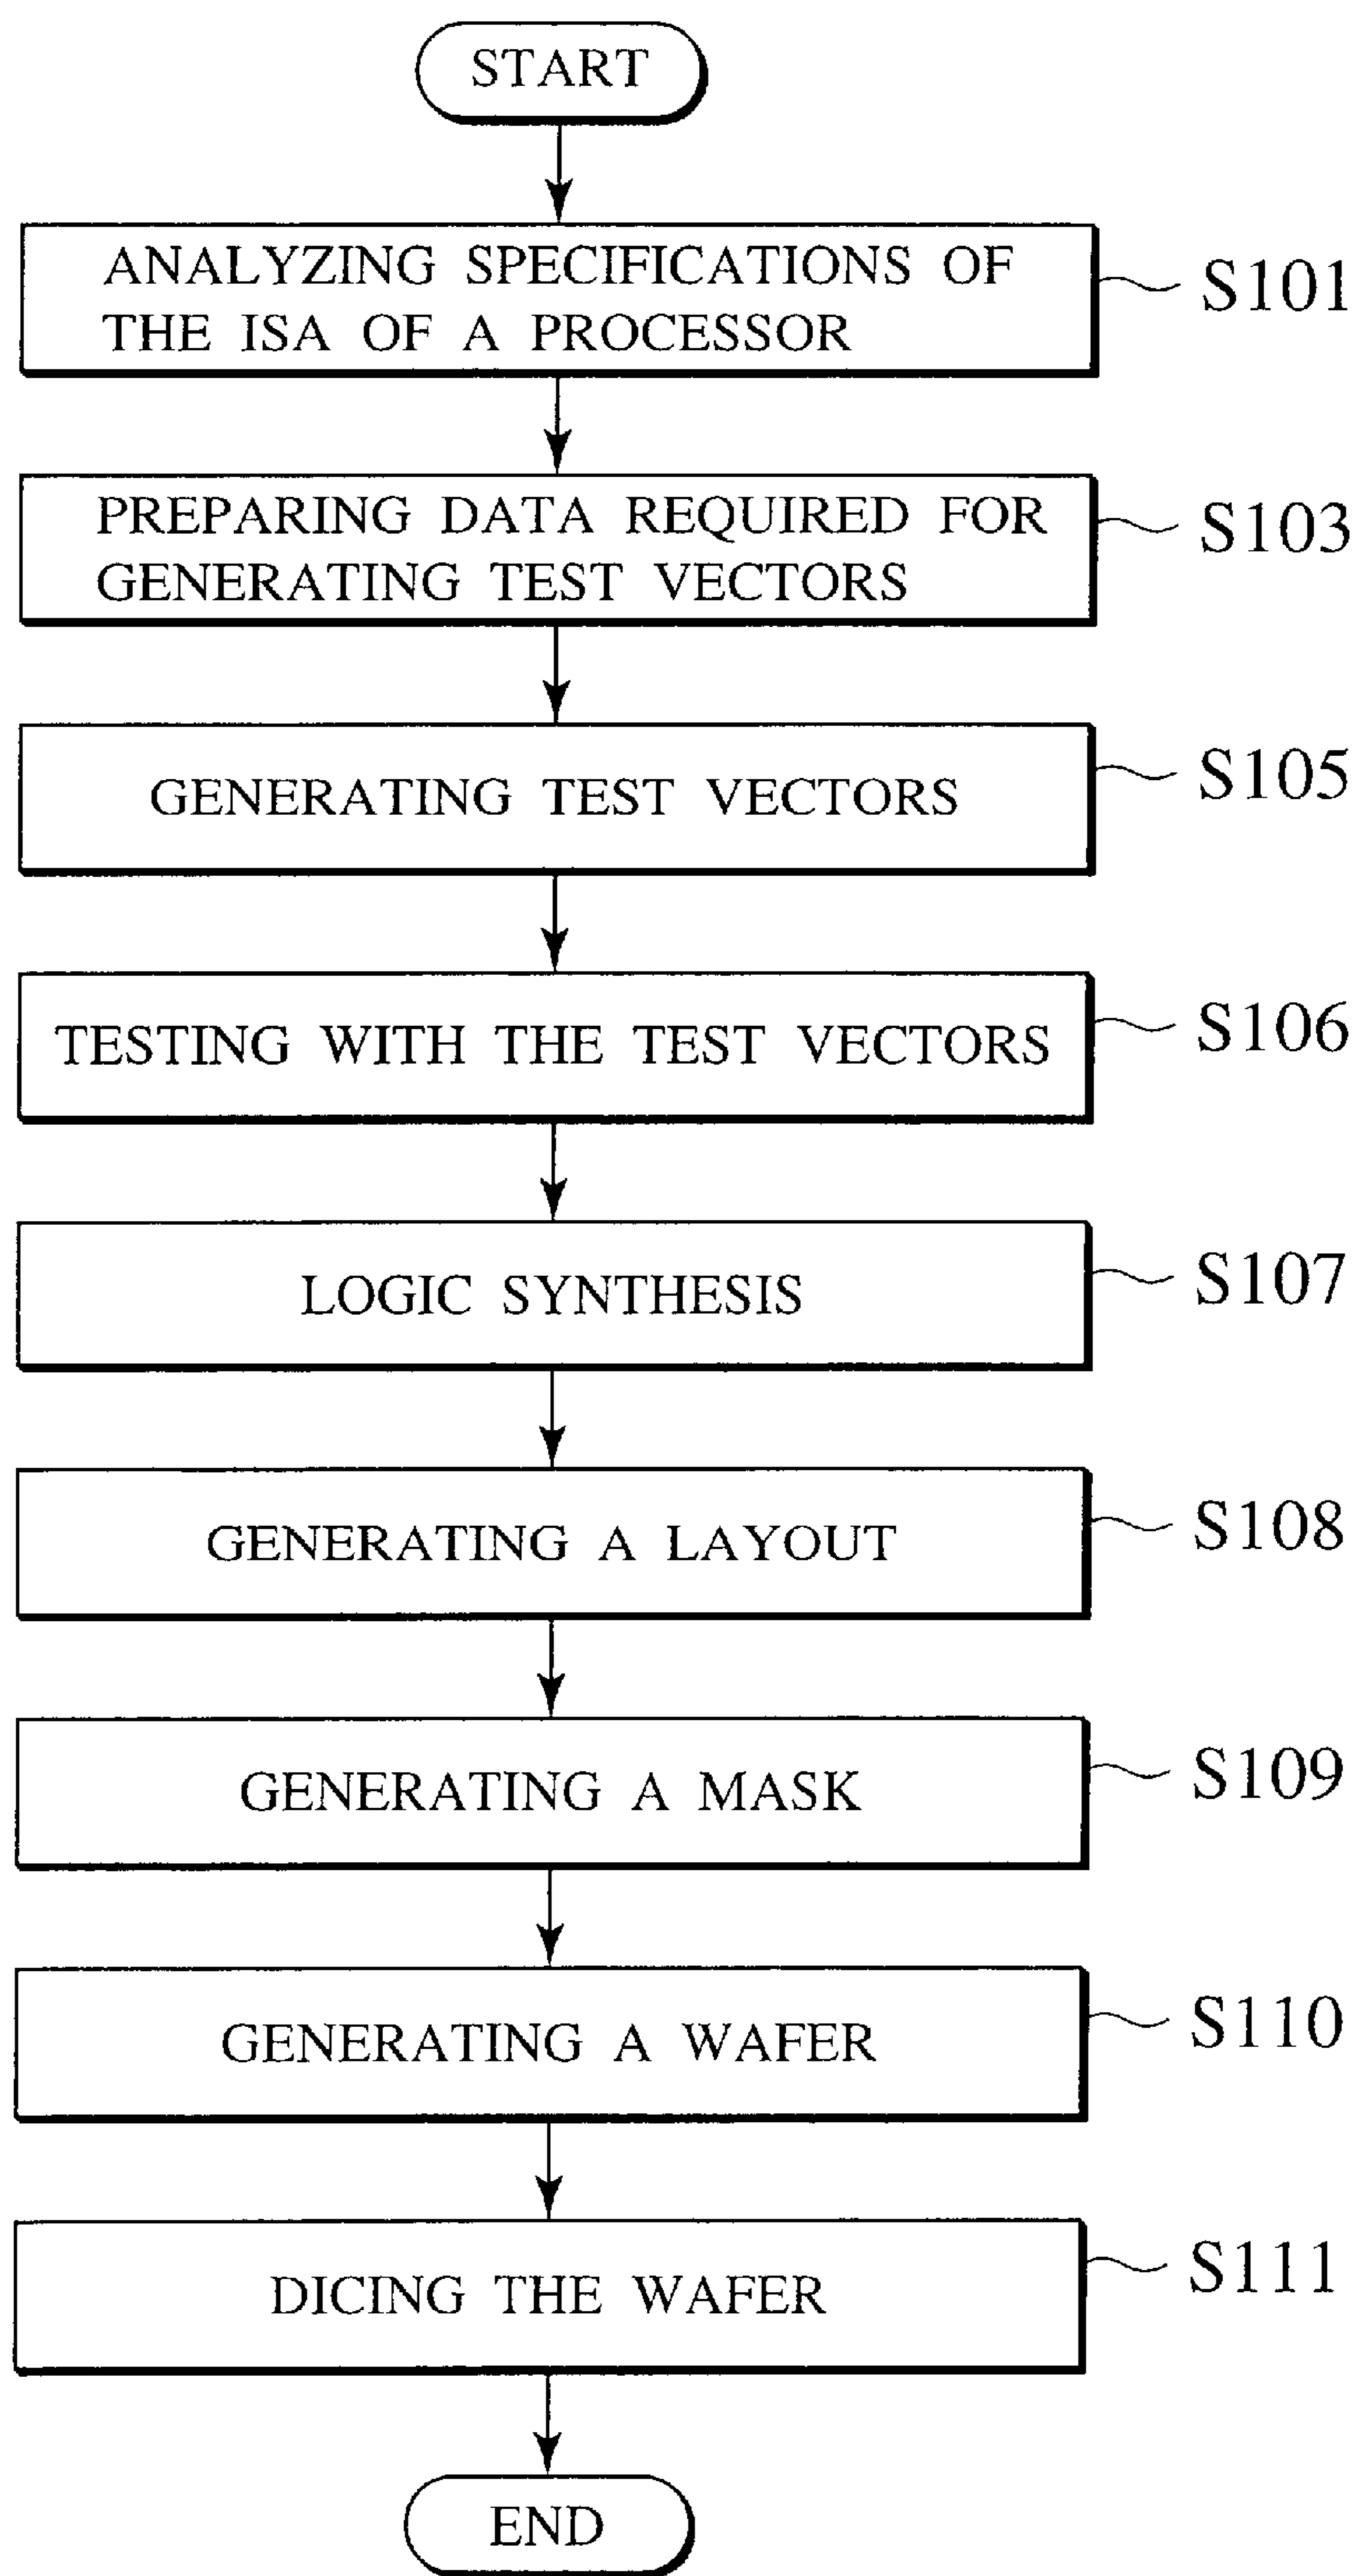 START
ANALYZING SPECIFICATIONS OF
THE ISA OF A PROCESSOR
S101
PREPARING DATA REQUIRED FOR
GENERATING TEST VECTORS
S103
GENERATING TEST VECTORS
S105
TESTING WITH THE TEST VECTORS
S106
LOGIC SYNTHESIS
S107
GENERATING A LAYOUT
S108
GENERATING A MASK
S109
GENERATING A WAFER
S110
DICING THE WAFER
S111
END